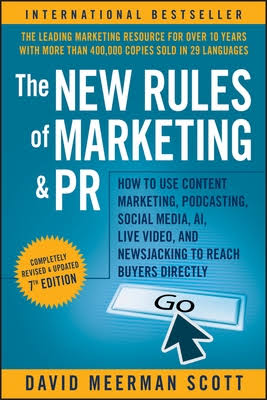 INTERNATIONAL BESTSELLER
THE LEADING MARKETING RESOURCE FOR OVER 10 YEARS
WITH MORE THAN 400,000 COPIES SOLD IN 29 LANGUAGES
The NEW RULES
of MARKETING
& PR
HOW TO USE CONTENT
MARKETING, PODCASTING,
SOCIAL MEDIA, AI,
LIVE VIDEO, AND
NEWSJACKING TO REACH
BUYERS DIRECTLY
COMPLETELY
REVISED & UPDATED
7TH EDITION
Go
DAVID MEERMAN SCOTT